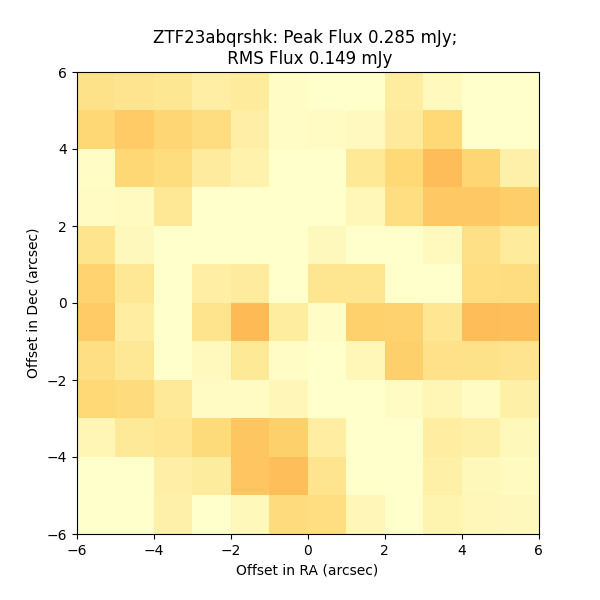 ZTF23abqrshk: Peak Flux 0.285 mJy;
RMS Flux 0.149 mJy
6
4
2
0
−2
−4
−6
Offset in Dec (arcsec)
−6 −4 −2 0 2 4 6
Offset in RA (arcsec)